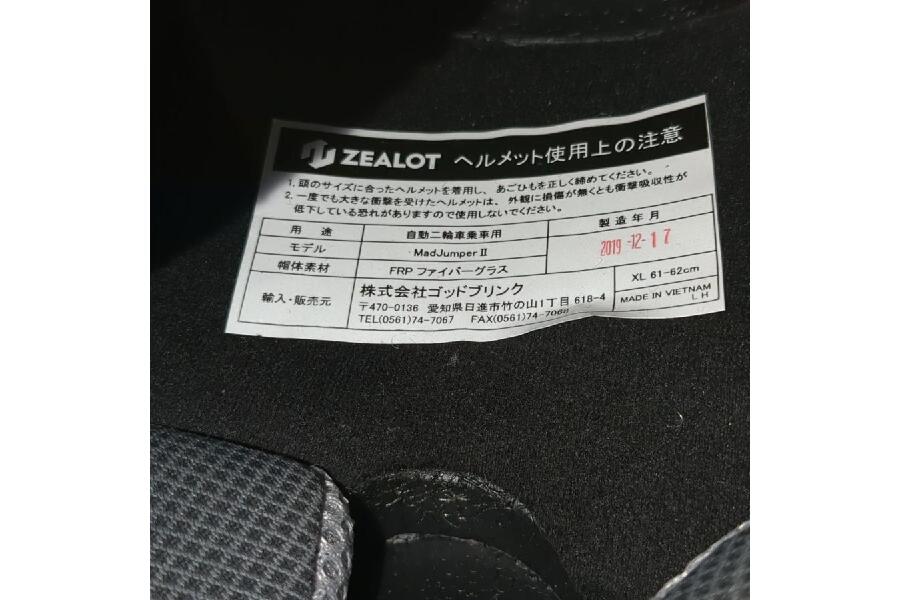 ZEALOT ヘルメット使用上の注意
1. 頭のサイズに合ったヘルメットを着用し、あごひもを正しく締めてください。
2. 一度でも大きな衝撃を受けたヘルメットは、外観に損傷が無くとも衝撃吸収性が
低下している恐れがありますので使用しないでください。
用 途 自動二輪車乗車用 製造年月
モデル MadJumper II 2019-12-17
帽体素材 FRP ファイバーグラス XL 61-62cm
輸入・販売元 株式会社ゴッドブリンク MADE IN VIETNAM
〒470-0136 愛知県日進市竹の山1丁目 618-4 L H
TEL(0561)74-7067 FAX(0561)74-7068